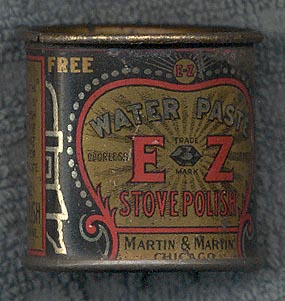 FREE
E-Z
WATER PASTE
ODORLESS
TRADE
E Z
MARK
STOVE POLISH
MARTIN & MARTIN
CHICAGO